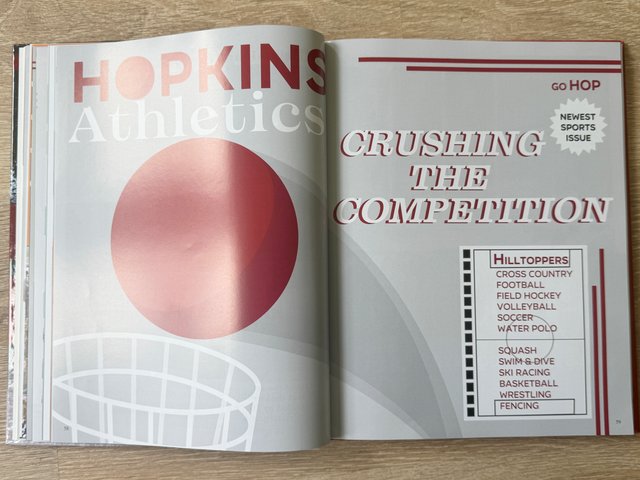 HOPKINS
Athletics
GO HOP
NEWEST
SPORTS
ISSUE
CRUSHING
THE
COMPETITION
HILLTOPPERS
CROSS COUNTRY
FOOTBALL
FIELD HOCKEY
VOLLEYBALL
SOCCER
WATER POLO
SQUASH
SWIM & DIVE
SKI RACING
BASKETBALL
WRESTLING
FENCING